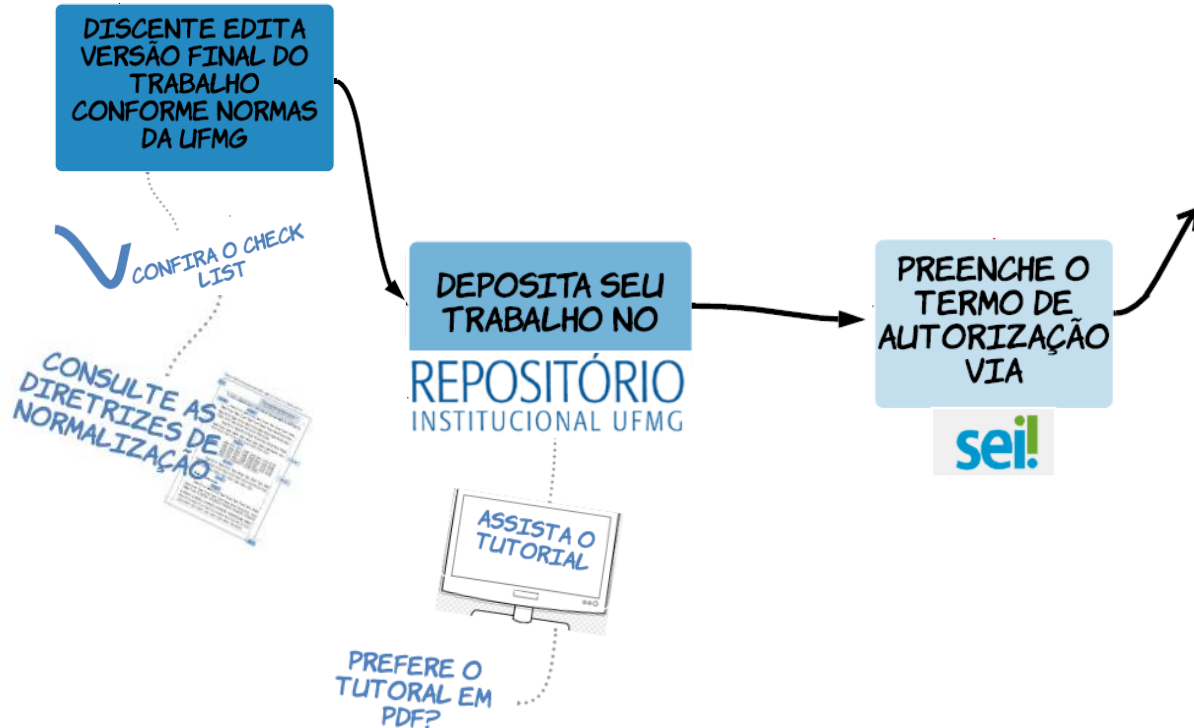 DISCENTE EDITA
VERSÃO FINAL DO
TRABALHO
CONFORME NORMAS
DA UFMG
CONFIRA O CHECK
LIST
CONSULTE AS
DIRETRIZES DE
NORMALIZAÇÃO
DEPOSITA SEU
TRABALHO NO
REPOSITÓRIO
INSTITUCIONAL UFMG
ASSISTA O
TUTORIAL
PREFERE O
TUTORAL EM
PDF?
PREENCHE O
TERMO DE
AUTORIZAÇÃO
VIA
sei!